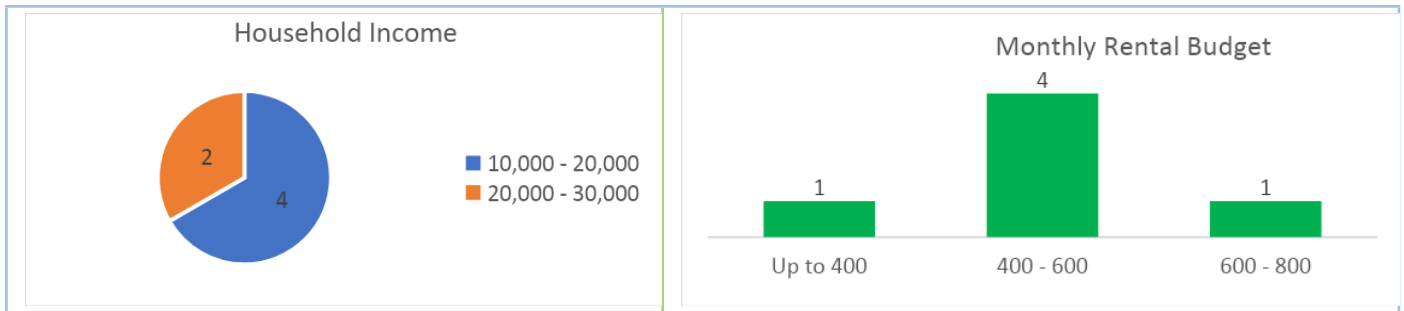 Household Income
2
4
10,000 - 20,000
20,000 - 30,000
Monthly Rental Budget
4
1
1
Up to 400
400 - 600
600 - 800